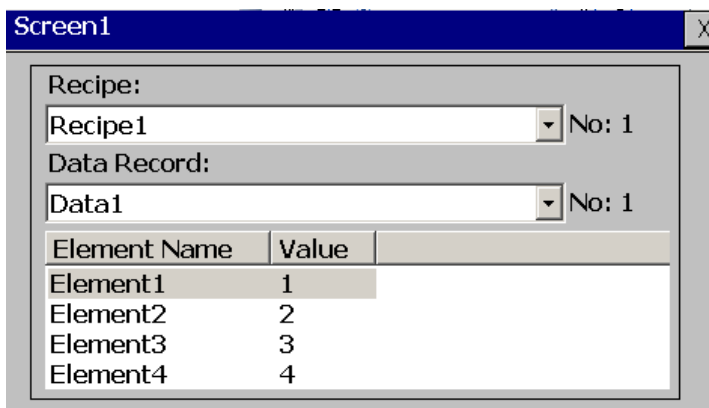 Screen1 X
Recipe:
Recipe1 No: 1
Data Record:
Data1 No: 1
Element Name Value
Element1 1
Element2 2
Element3 3
Element4 4